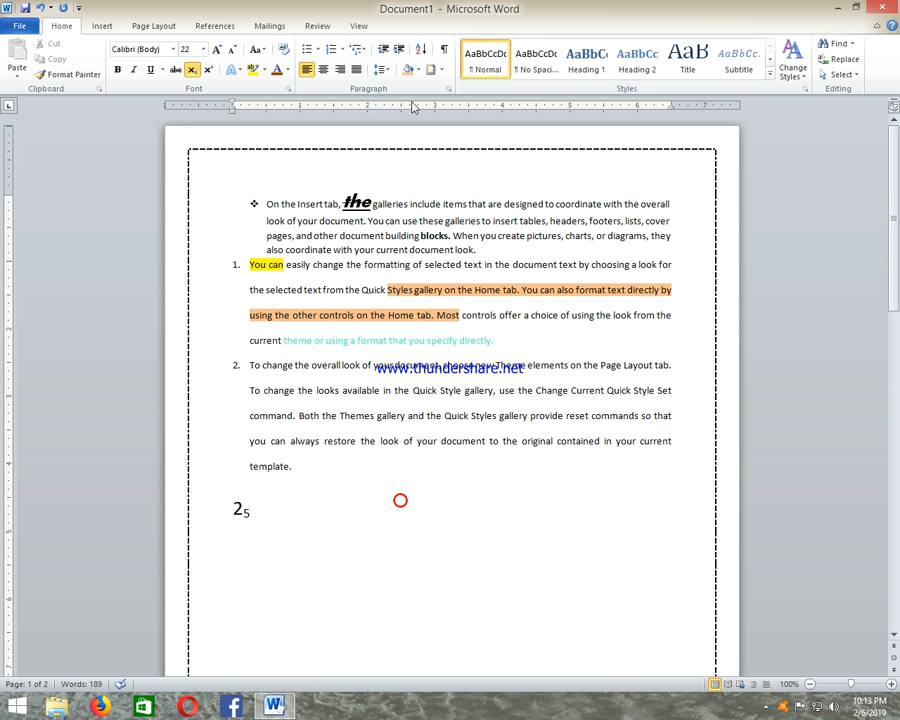 Document1 - Microsoft Word
File Home Insert Page Layout References Mailings Review View
Paste Cut Copy Format Painter
Calibri (Body) 22
AaBbCcDc AaBbCcDc AaBbCc AaBbCc AaB AaBbCc.
¶ Normal ¶ No Spaci... Heading 1 Heading 2 Title Subtitle
Change Styles
Find Replace Select
Clipboard Font Paragraph Styles Editing
On the Insert tab, the galleries include items that are designed to coordinate with the overall
look of your document. You can use these galleries to insert tables, headers, footers, lists, cover
pages, and other document building blocks. When you create pictures, charts, or diagrams, they
also coordinate with your current document look.
1. You can easily change the formatting of selected text in the document text by choosing a look for
the selected text from the Quick Styles gallery on the Home tab. You can also format text directly by
using the other controls on the Home tab. Most controls offer a choice of using the look from the
current theme or using a format that you specify directly.
2. To change the overall look of your document, choose new Theme elements on the Page Layout tab.
www.thundershare.net
To change the looks available in the Quick Style gallery, use the Change Current Quick Style Set
command. Both the Themes gallery and the Quick Styles gallery provide reset commands so that
you can always restore the look of your document to the original contained in your current
template.
2₅
Page: 1 of 2 Words: 189 100%
10:13 PM
2/6/2019